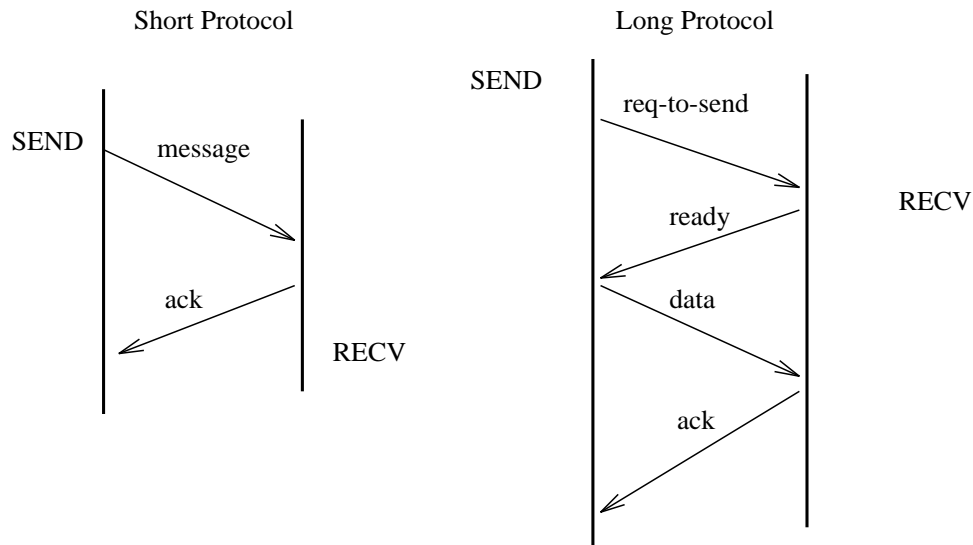 Short Protocol
SEND
message
ack
RECV
Long Protocol
SEND
req-to-send
RECV
ready
data
ack